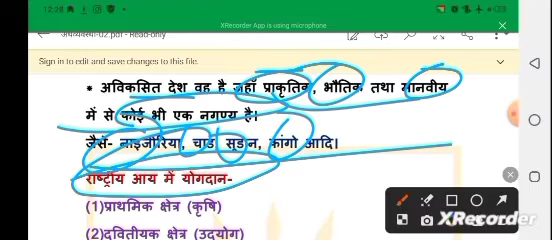 12:28
XRecorder App is using microphone
अर्थव्यवस्था-02.pdf - Read-only
Sign in to edit and save changes to this file.
* अविकसित देश वह है जहाँ प्राकृतिक, भौतिक तथा मानवीय
में से कोई भी एक नगण्य है।
जैसे- नाइजीरिया, चाड, सूडान, कांगो आदि।
राष्ट्रीय आय में योगदान-
(1)प्राथमिक क्षेत्र (कृषि)
(2)द्वितीयक क्षेत्र (उद्योग)
XRecorder